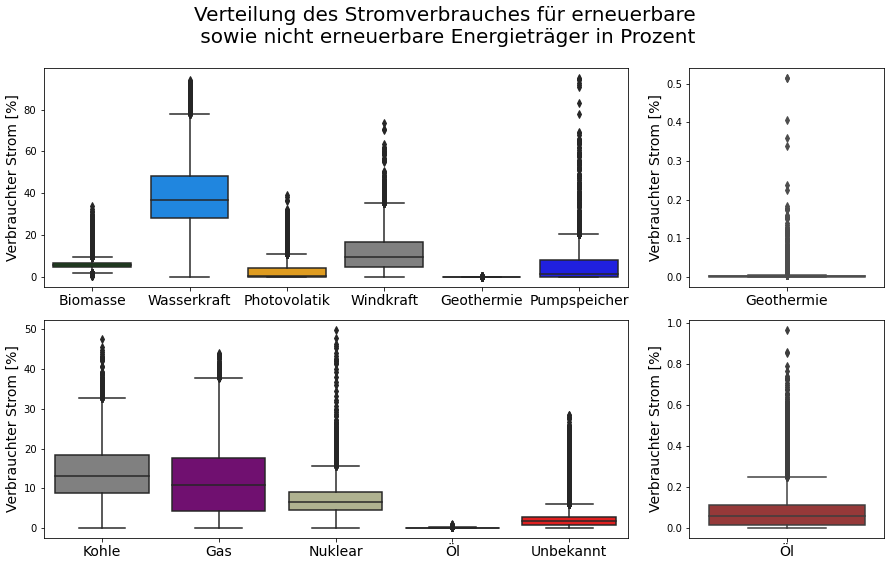 Verteilung des Stromverbrauches für erneuerbare
sowie nicht erneuerbare Energieträger in Prozent
Verbrauchter Strom [%]
80
60
40
20
0
Biomasse Wasserkraft Photovolatik Windkraft Geothermie Pumpspeicher
Verbrauchter Strom [%]
0.5
0.4
0.3
0.2
0.1
0.0
Geothermie
Verbrauchter Strom [%]
50
40
30
20
10
0
Kohle Gas Nuklear Öl Unbekannt
Verbrauchter Strom [%]
1.0
0.8
0.6
0.4
0.2
0.0
Öl